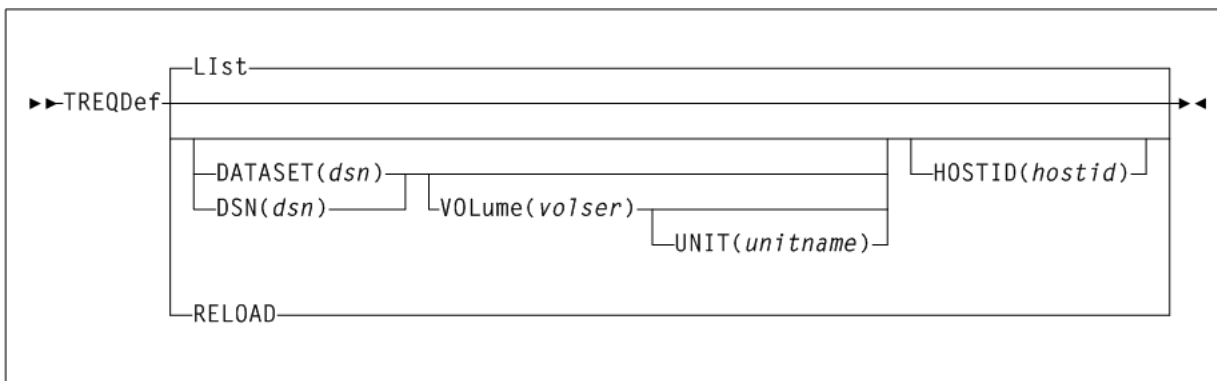 LIst
TREQDef
DATASET(dsn)
HOSTID(hostid)
DSN(dsn)
VOLume(volser)
UNIT(unitname)
RELOAD